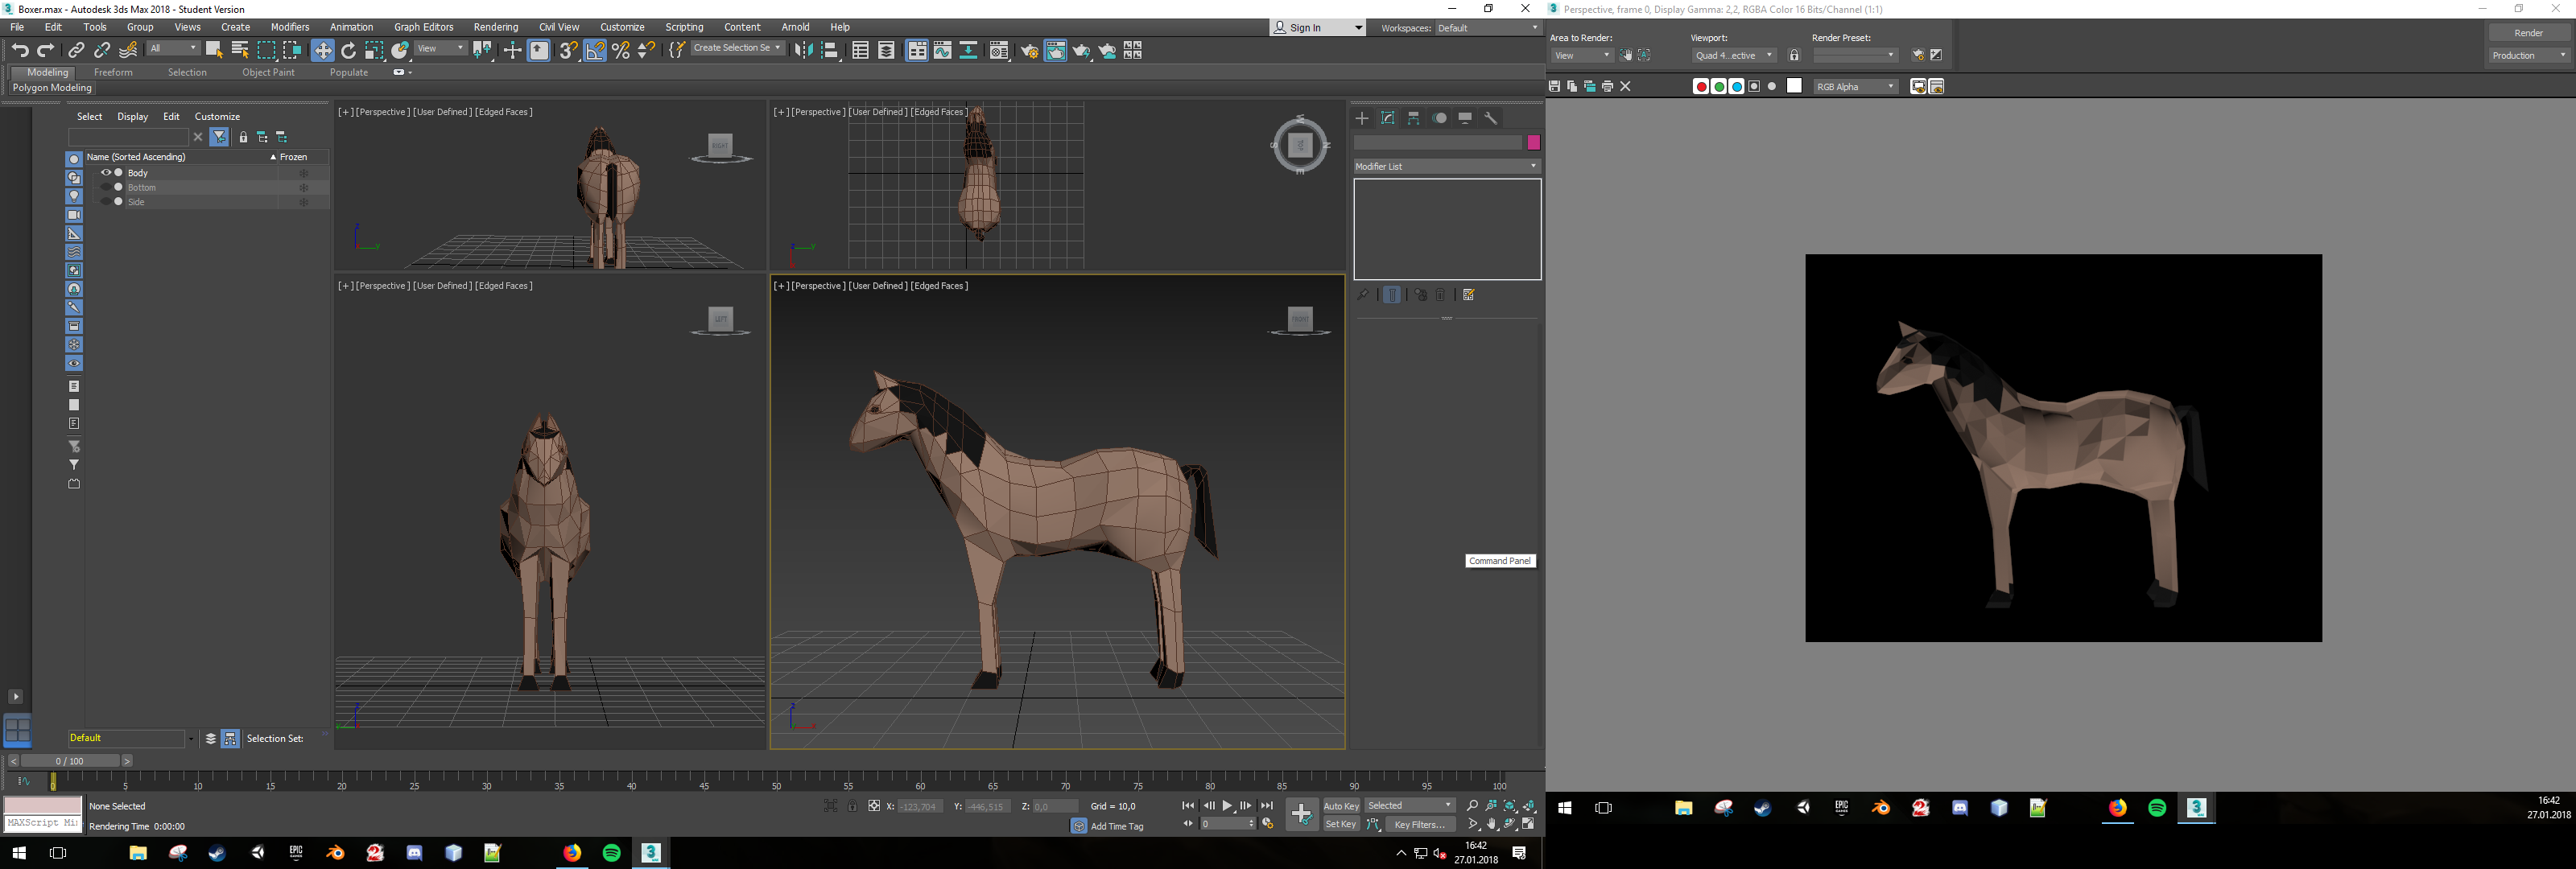 Boxer.max - Autodesk 3ds Max 2018 - Student Version
File Edit Tools Group Views Create Modifiers Animation Graph Editors Rendering Civil View Customize Scripting Content Arnold Help
Sign In
Workspaces: Default
All
View
Create Selection Se
Modeling Freeform Selection Object Paint Populate
Polygon Modeling
Select Display Edit Customize
Name (Sorted Ascending) Frozen
Body
Bottom
Side
[+] [Perspective ] [User Defined ] [Edged Faces ]
RIGHT
[+] [Perspective ] [User Defined ] [Edged Faces ]
S N E
[+] [Perspective ] [User Defined ] [Edged Faces ]
LEFT
[+] [Perspective ] [User Defined ] [Edged Faces ]
FRONT
Modifier List
Command Panel
Default
Selection Set:
0 / 100
0 5 10 15 20 25 30 35 40 45 50 55 60 65 70 75 80 85 90 95 100
None Selected
MAXScript Mi
Rendering Time 0:00:00
X: -123,704 Y: -446,515 Z: 0,0 Grid = 10,0
Add Time Tag
0
Auto Key Selected
Set Key Key Filters...
EPIC
16:42
27.01.2018
Perspective, frame 0, Display Gamma: 2,2, RGBA Color 16 Bits/Channel (1:1)
Area to Render: Viewport: Render Preset:
View Quad 4...ective
Render
Production
RGB Alpha
EPIC
16:42
27.01.2018